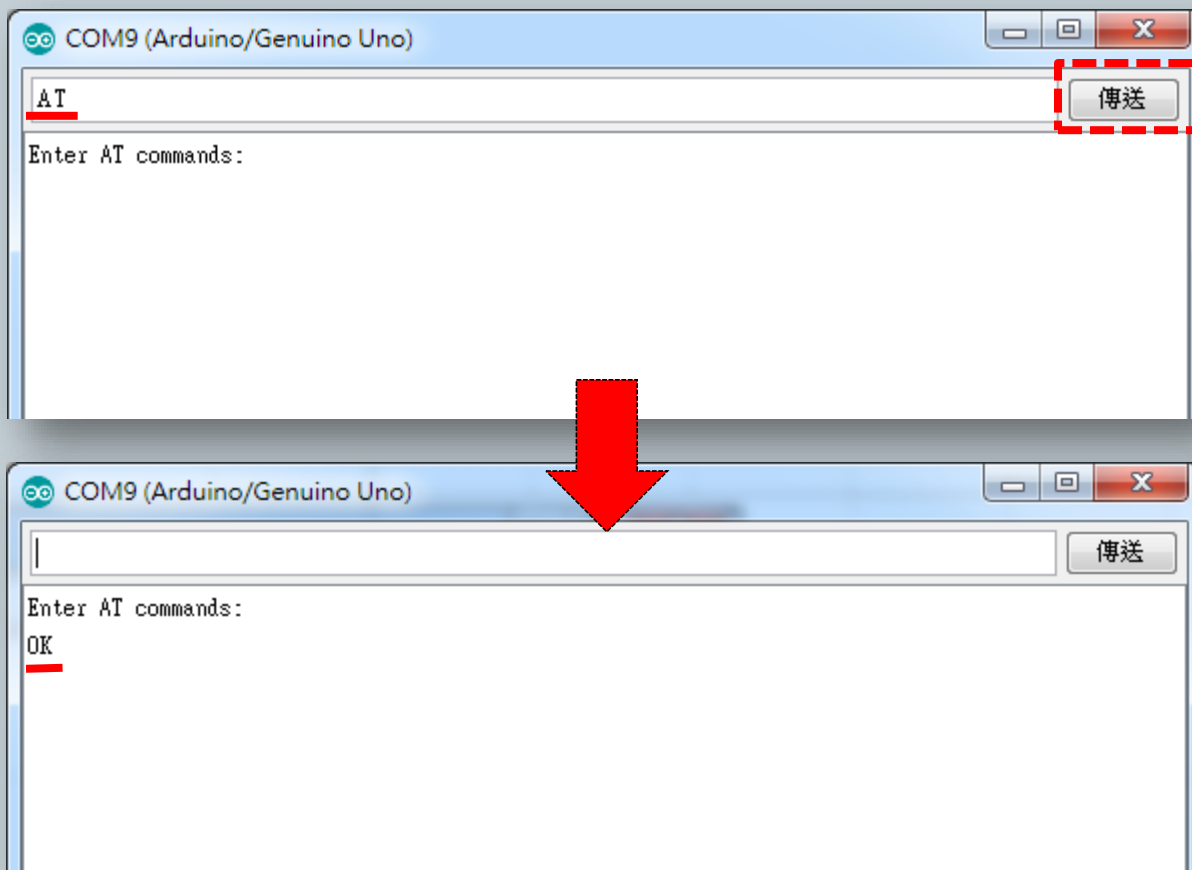 COM9 (Arduino/Genuino Uno)
AT
傳送
Enter AT commands:
COM9 (Arduino/Genuino Uno)
傳送
Enter AT commands:
OK